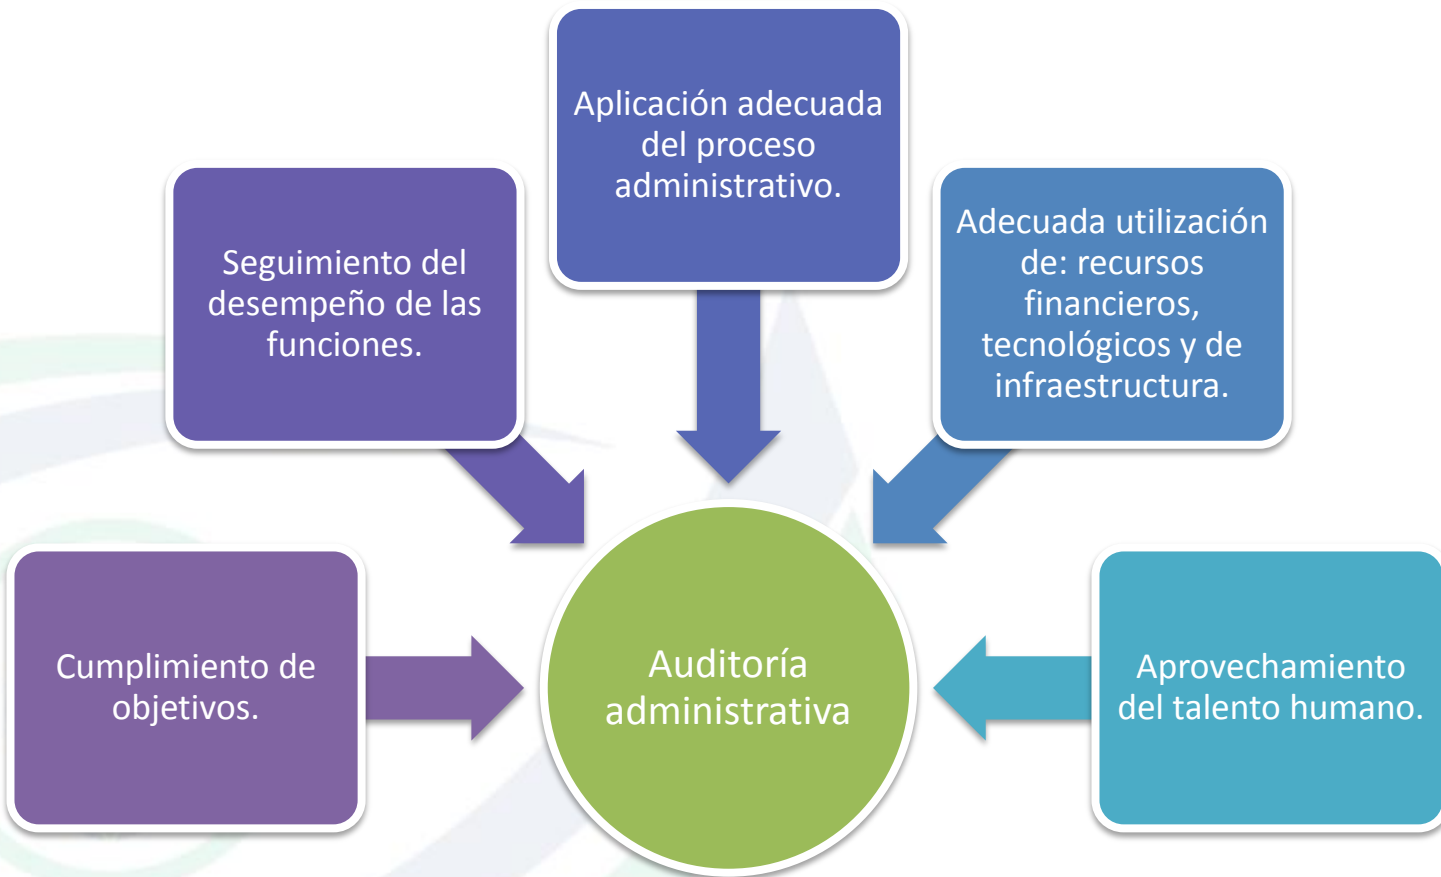 Aplicación adecuada
del proceso
administrativo.
Seguimiento del
desempeño de las
funciones.
Adecuada utilización
de: recursos
financieros,
tecnológicos y de
infraestructura.
Cumplimiento de
objetivos.
Auditoría
administrativa
Aprovechamiento
del talento humano.